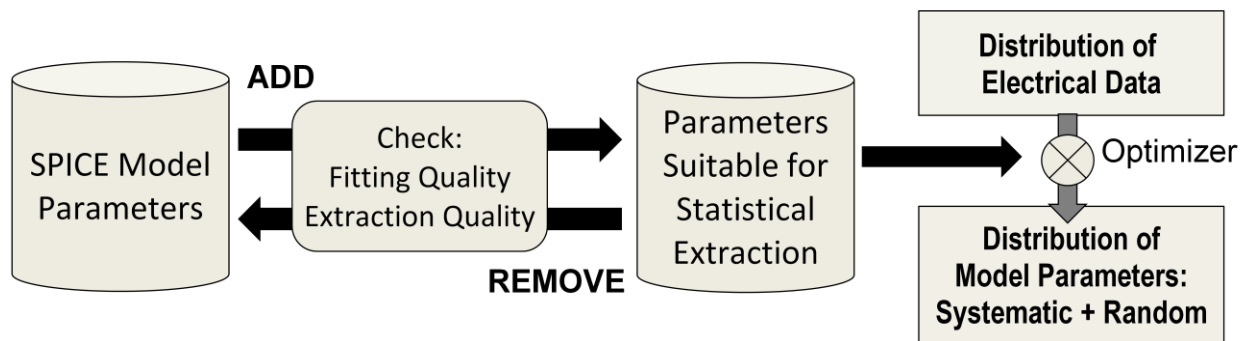 SPICE Model
Parameters
ADD
Check:
Fitting Quality
Extraction Quality
REMOVE
Parameters
Suitable for
Statistical
Extraction
Distribution of
Electrical Data
Optimizer
Distribution of
Model Parameters:
Systematic + Random